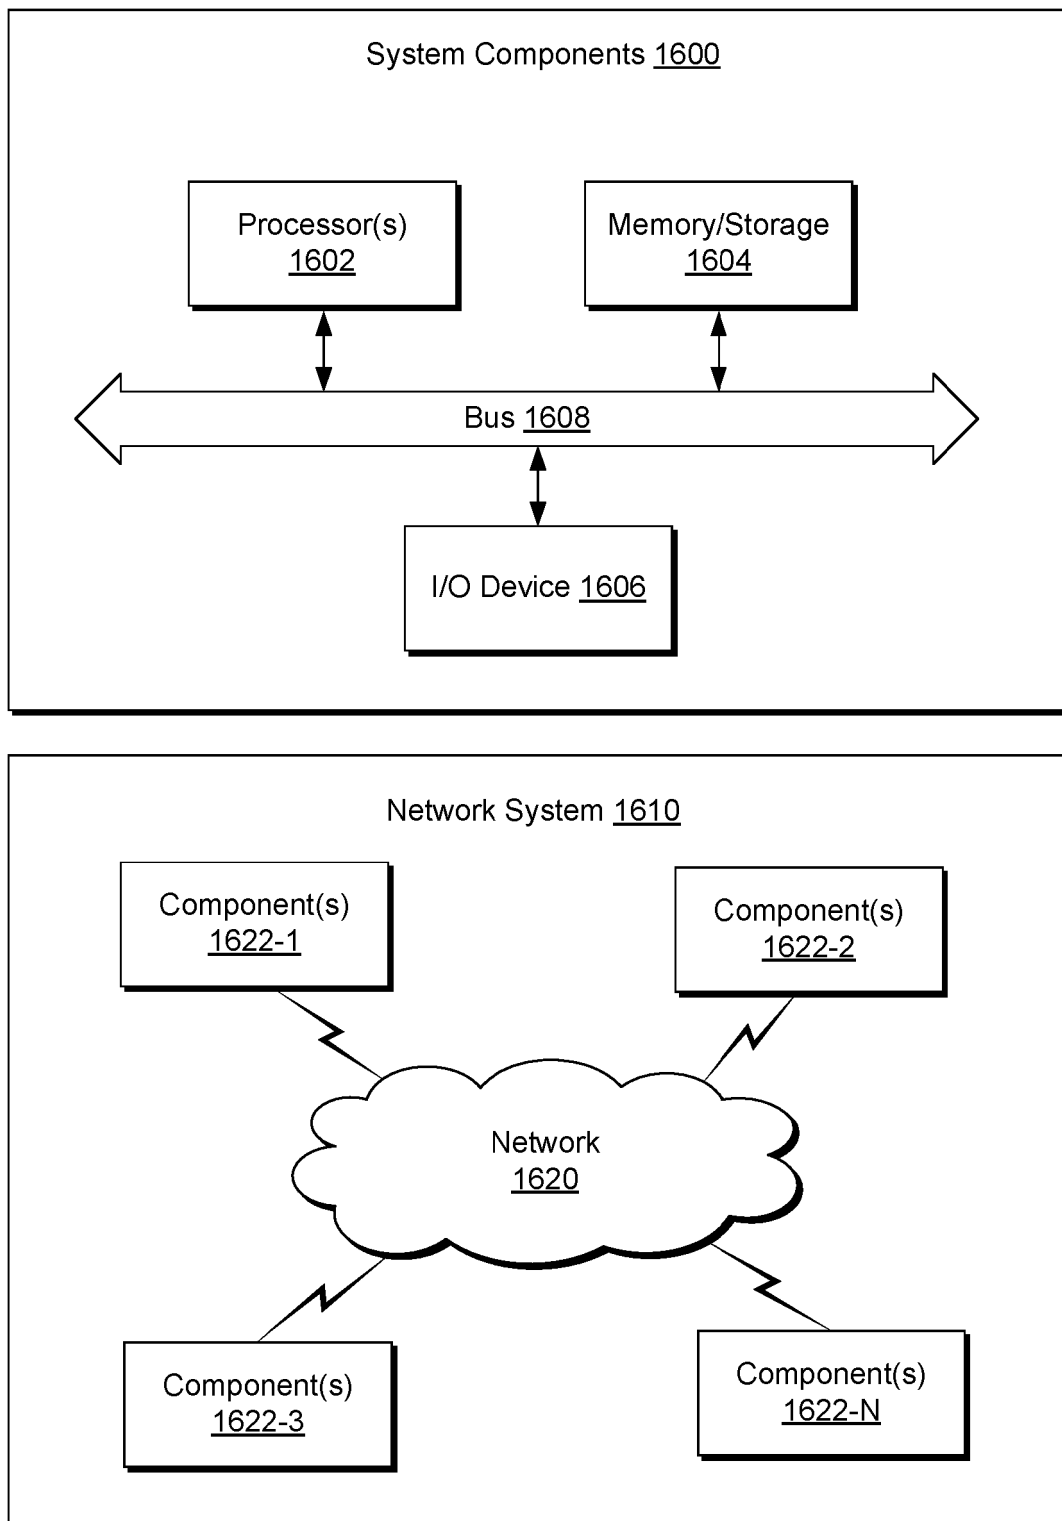 System Components 1600
Processor(s)
1602
Memory/Storage
1604
Bus 1608
I/O Device 1606
Network System 1610
Component(s)
1622-1
Component(s)
1622-2
Network
1620
Component(s)
1622-3
Component(s)
1622-N